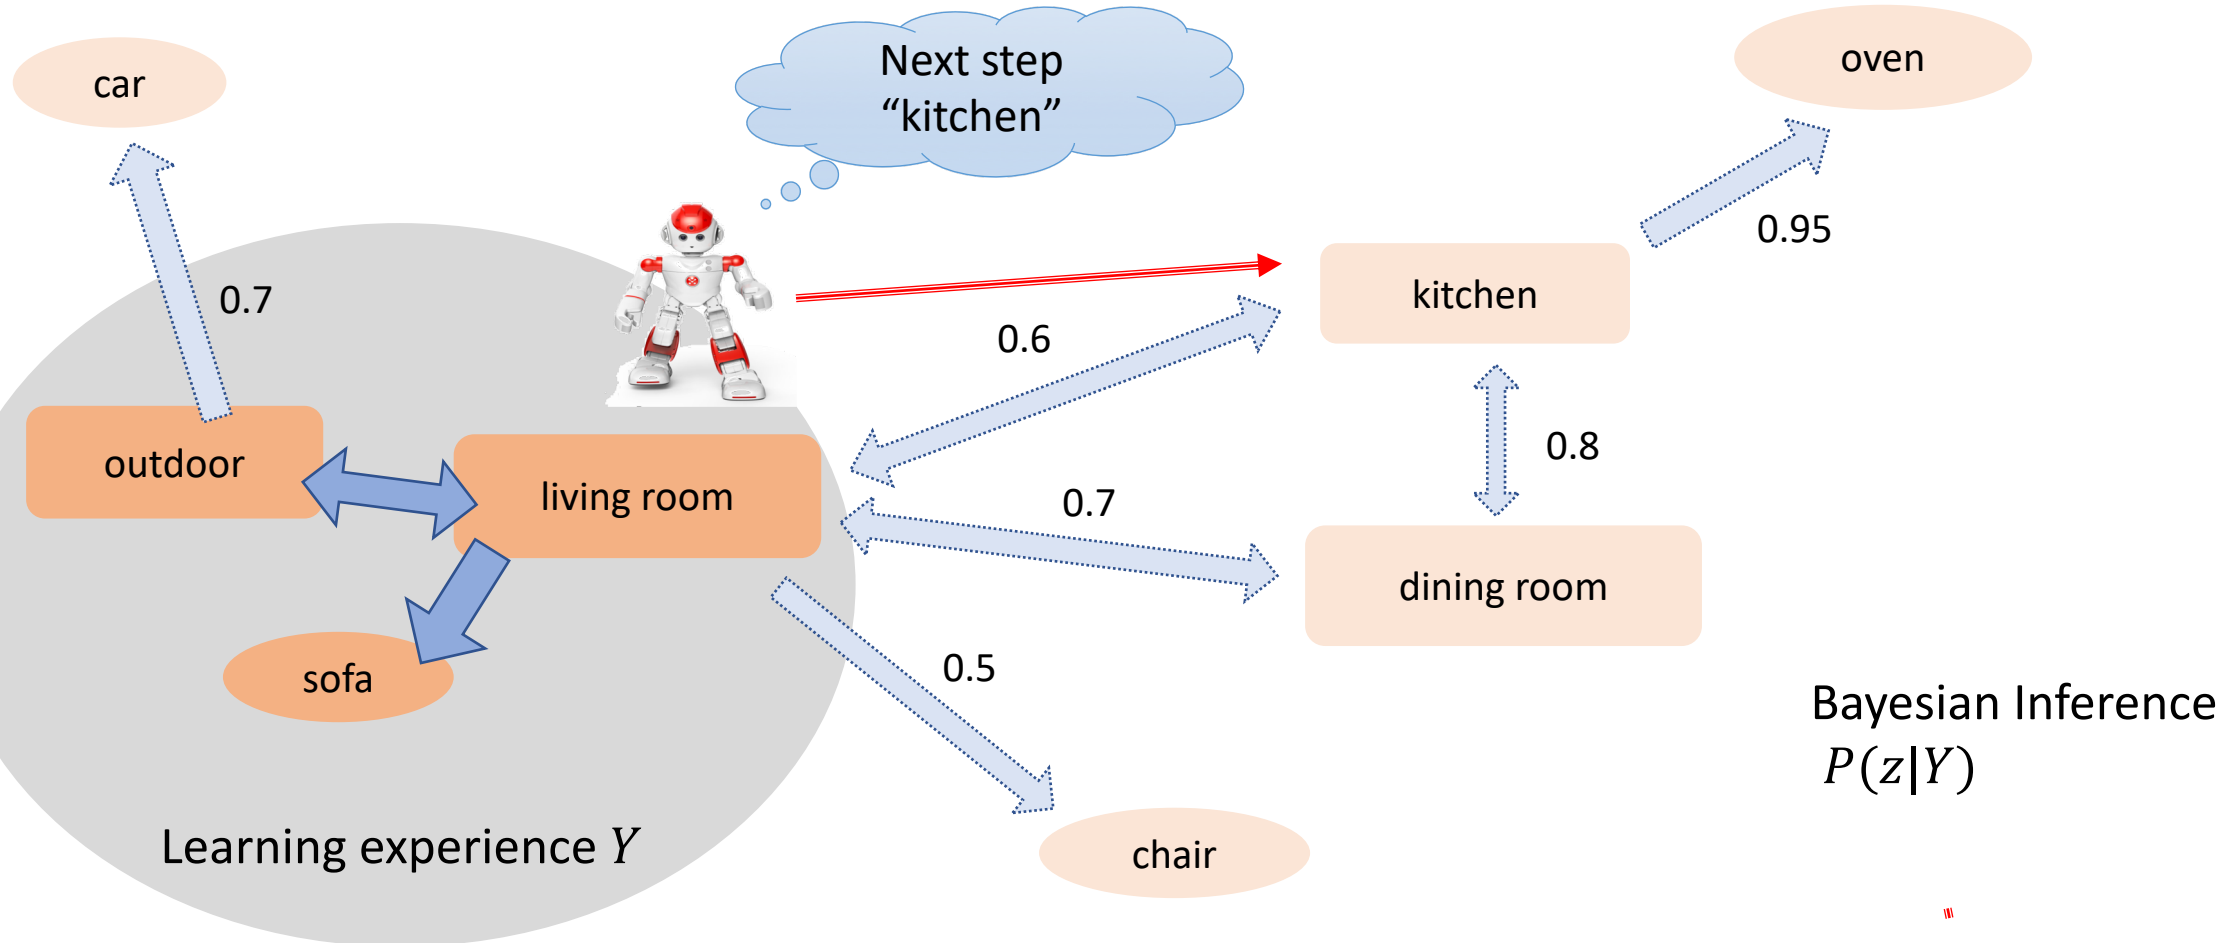 car
Next step
“kitchen”
oven
0.95
0.7
kitchen
0.6
0.8
outdoor
living room
0.7
dining room
0.5
sofa
Bayesian Inference
P(z|Y)
Learning experience Y
chair